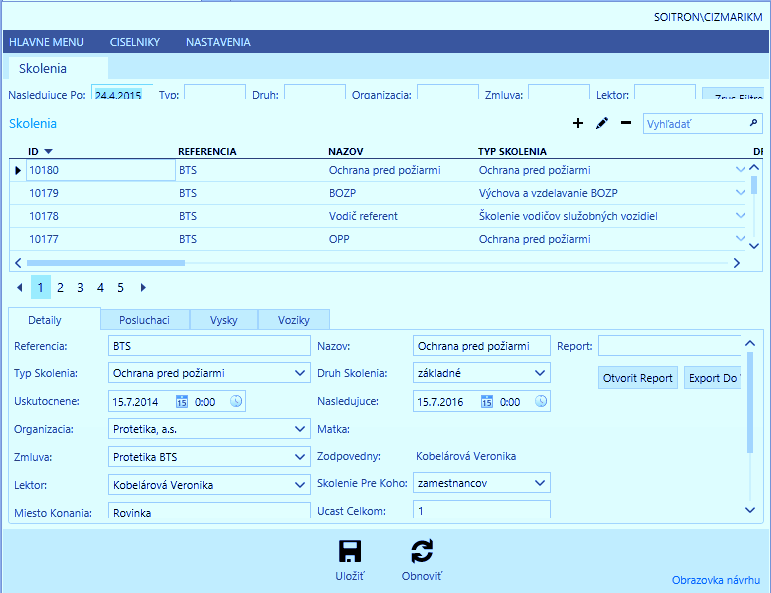 SOITRON\CIZMARIKM
HLAVNE MENU CISELNIKY NASTAVENIA
Skolenia
Nasledujuce Po: 24.4.2015 Typ: Druh: Organizacia: Zmluva: Lektor: Zrus Filtre
Skolenia Vyhľadať
ID REFERENCIA NAZOV TYP SKOLENIA
10180 BTS Ochrana pred požiarmi Ochrana pred požiarmi
10179 BTS BOZP Výchova a vzdelavanie BOZP
10178 BTS Vodič referent Školenie vodičov služobných vozidiel
10177 BTS OPP Ochrana pred požiarmi
1 2 3 4 5
Detaily Posluchaci Vysky Voziky
Referencia: BTS Nazov: Ochrana pred požiarmi Report:
Typ Skolenia: Ochrana pred požiarmi Druh Skolenia: základné Otvorit Report Export Do
Uskutocnene: 15.7.2014 15 0:00 Nasledujuce: 15.7.2016 15 0:00
Organizacia: Protetika, a.s. Matka:
Zmluva: Protetika BTS Zodpovedny: Kobelárová Veronika
Lektor: Kobelárová Veronika Skolenie Pre Koho: zamestnancov
Miesto Konania: Rovinka Ucast Celkom: 1
Uložiť Obnoviť
Obrazovka návrhu